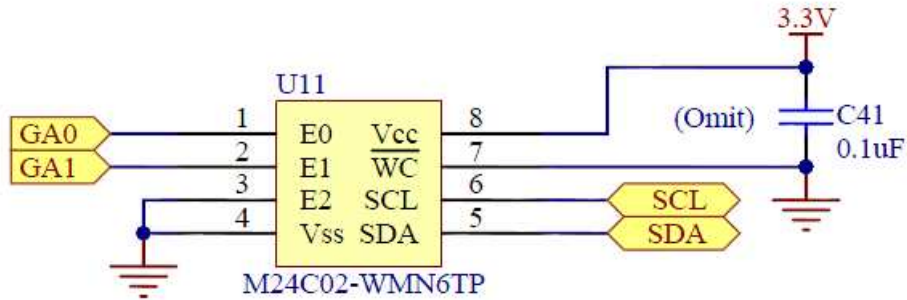 3.3V
U11
GA0 1 E0 Vcc 8 (Omit) C41
GA1 2 E1 WC 7 0.1uF
3 E2 SCL 6 SCL
4 Vss SDA 5 SDA
M24C02-WMN6TP